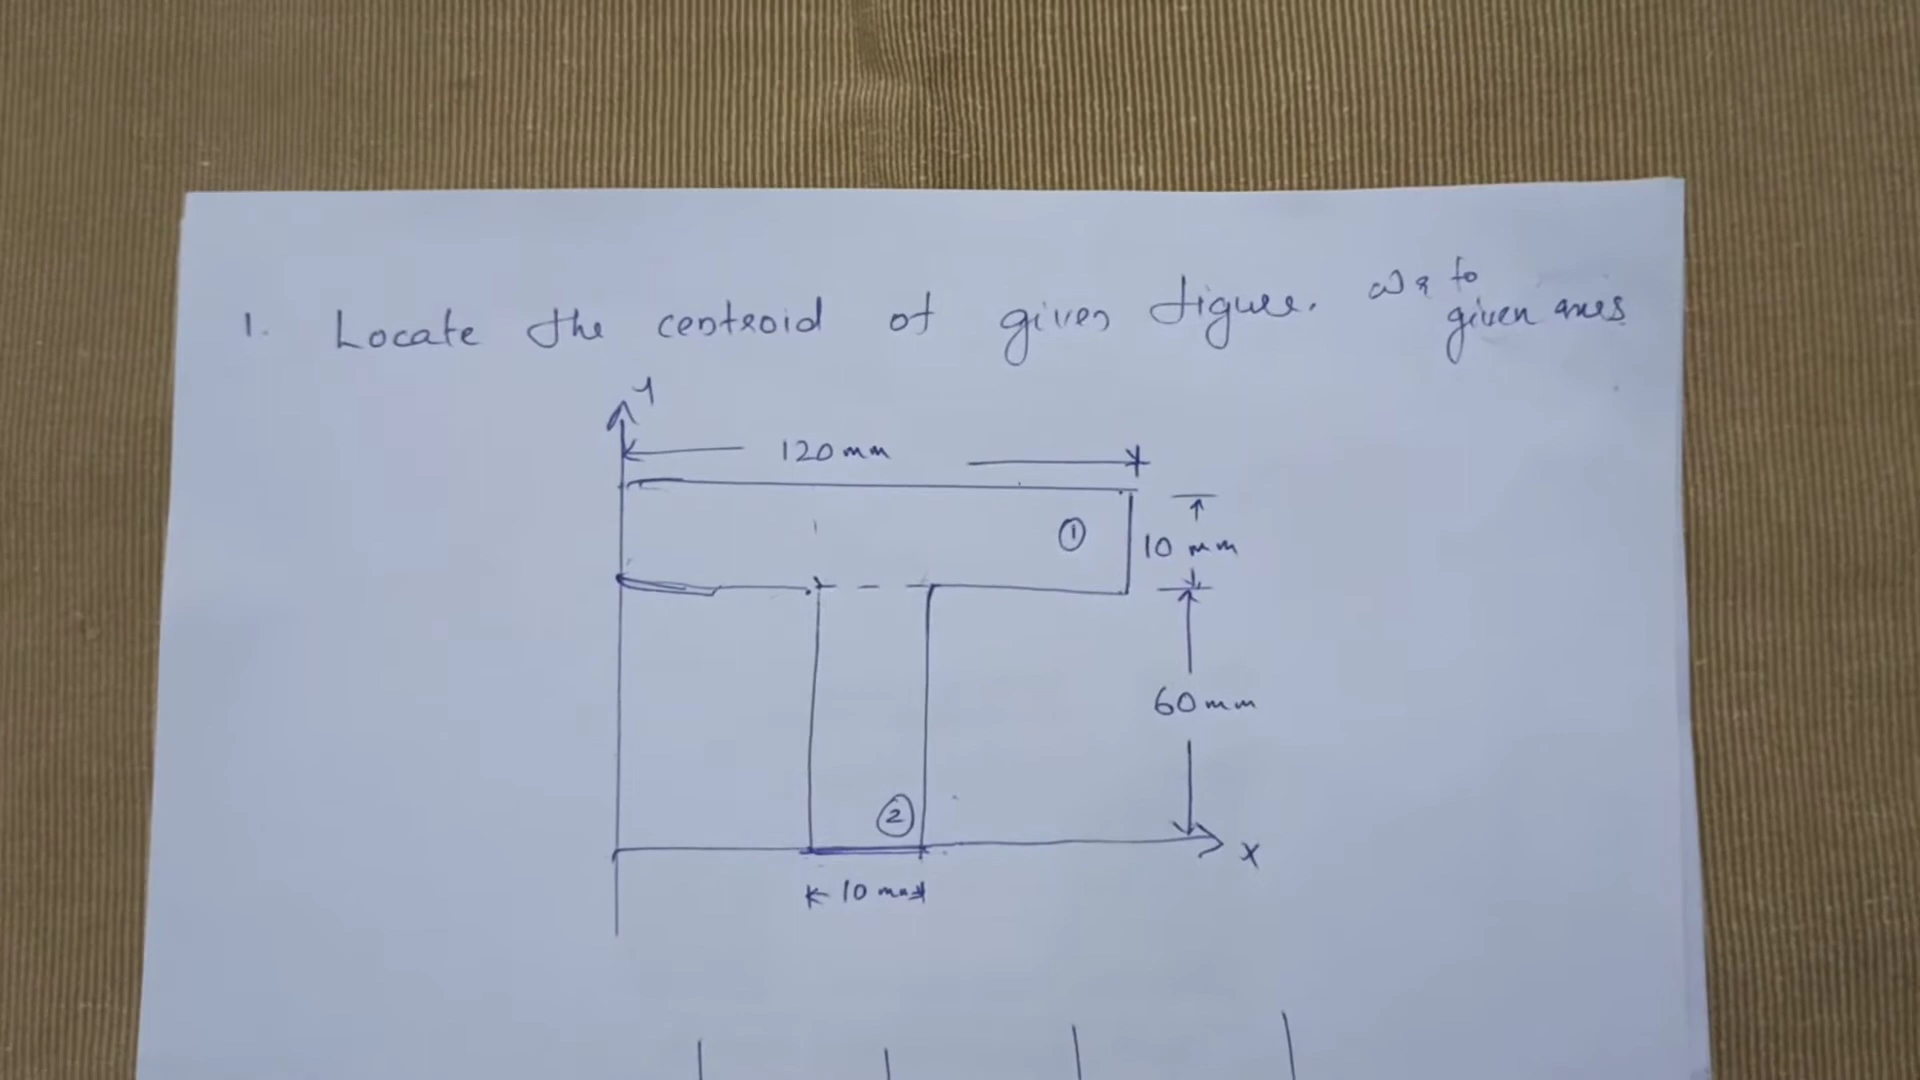 1. Locate the centroid of given figure. wr to
given axes
Y
120 mm
①
10 mm
60 mm
②
X
10 mm